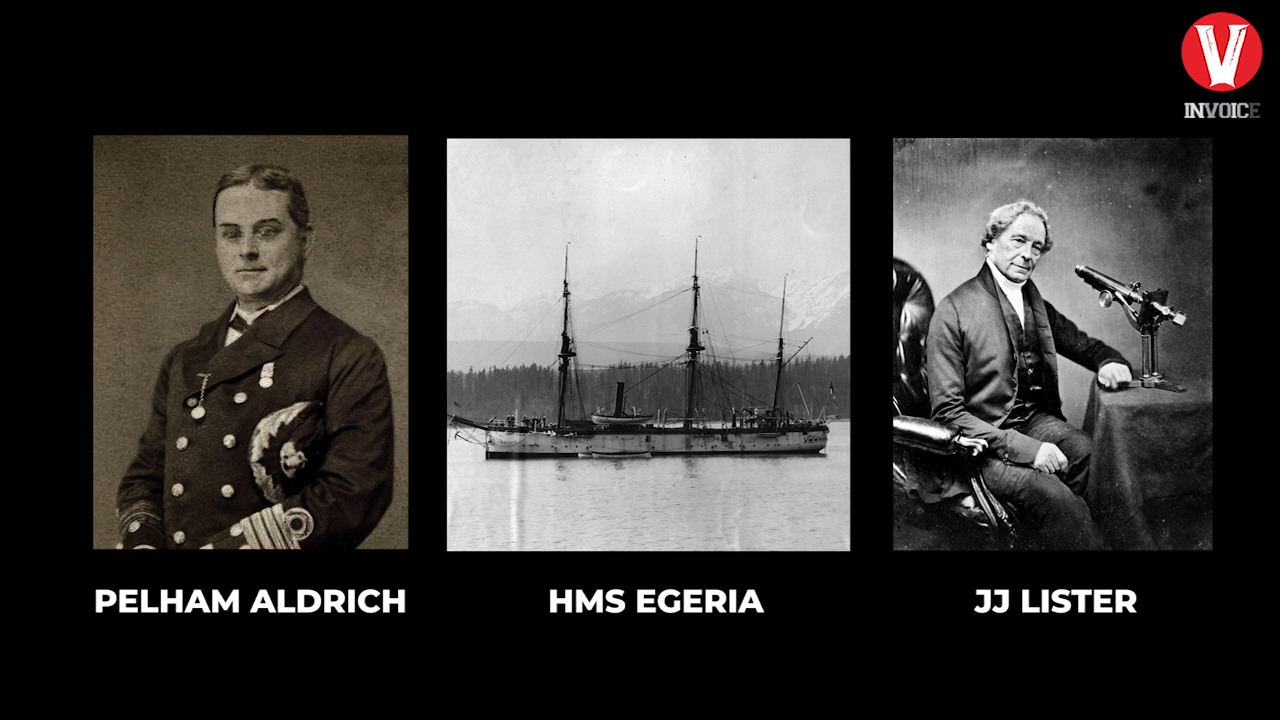 V
INVOICE
PELHAM ALDRICH
HMS EGERIA
JJ LISTER